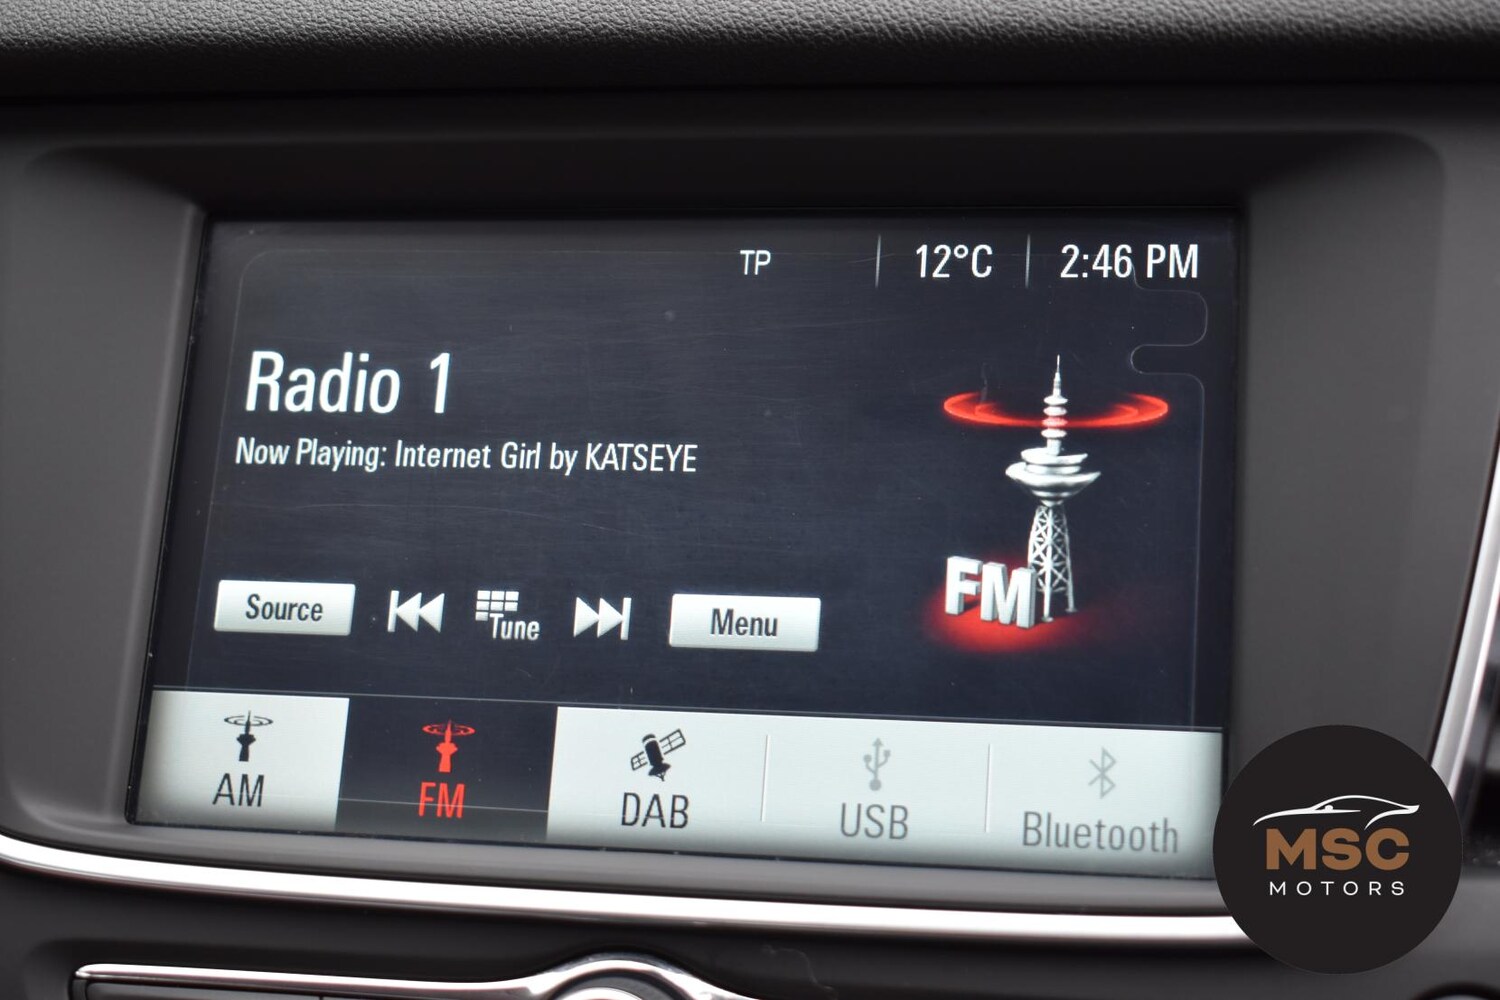 TP 12°C 2:46 PM
Radio 1
Now Playing: Internet Girl by KATSEYE
FM
Source Tune Menu
AM FM DAB USB Bluetooth
MSC
MOTORS